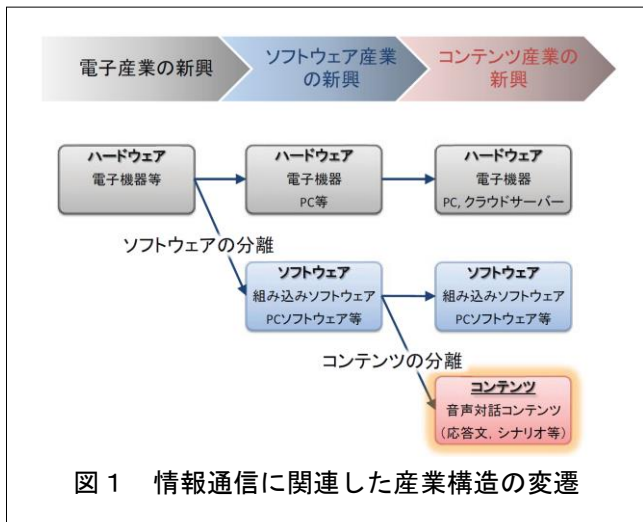 電子産業の新興
ソフトウェア産業
の新興
コンテンツ産業の
新興
ハードウェア
電子機器等
ハードウェア
電子機器
PC等
ハードウェア
電子機器
PC, クラウドサーバー
ソフトウェアの分離
ソフトウェア
組み込みソフトウェア
PCソフトウェア等
ソフトウェア
組み込みソフトウェア
PCソフトウェア等
コンテンツの分離
コンテンツ
音声対話コンテンツ
(応答文, シナリオ等)
図1 情報通信に関連した産業構造の変遷